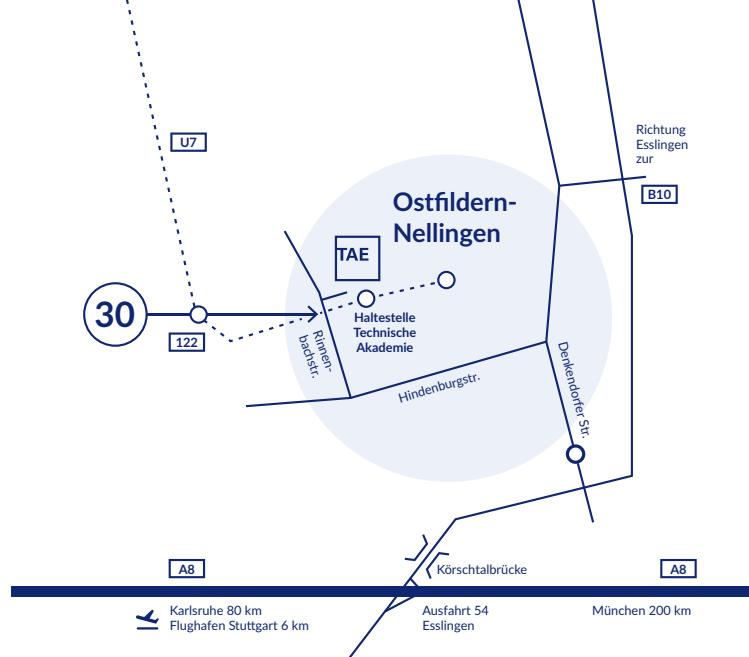 U7
Richtung
Esslingen
zur
B10
Ostfildern-
Nellingen
TAE
30
122
Haltestelle
Technische
Akademie
Rinnen-
bachstr.
Hindenburgstr.
Denkendorfer Str.
A8
Körschtalbrücke
A8
Karlsruhe 80 km
Flughafen Stuttgart 6 km
Ausfahrt 54
Esslingen
München 200 km